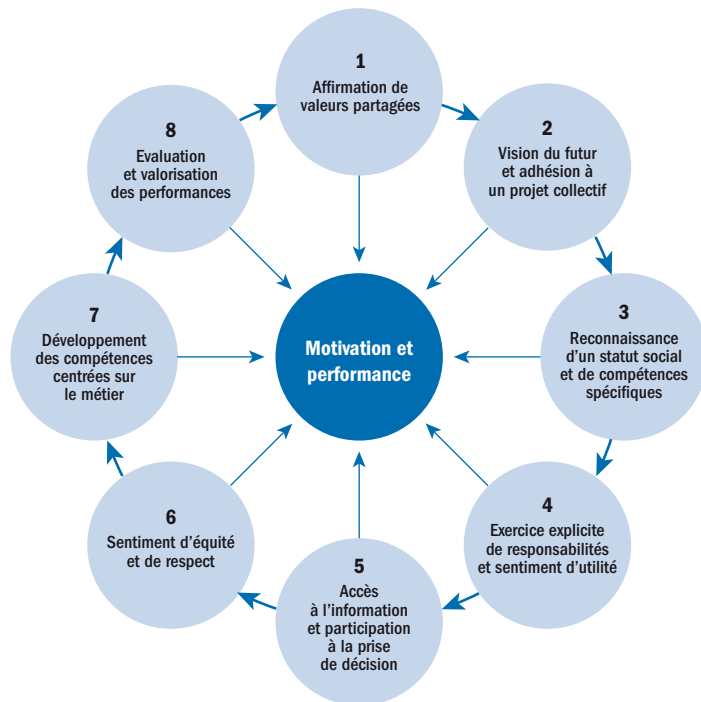 1
Affirmation de
valeurs partagées
2
Vision du futur
et adhésion à
un projet collectif
3
Reconnaissance
d'un statut social
et de compétences
spécifiques
4
Exercice explicite
de responsabilités
et sentiment d'utilité
5
Accès
à l'information
et participation
à la prise
de décision
6
Sentiment d'équité
et de respect
7
Développement
des compétences
centrées sur
le métier
8
Evaluation
et valorisation
des performances
Motivation et
performance